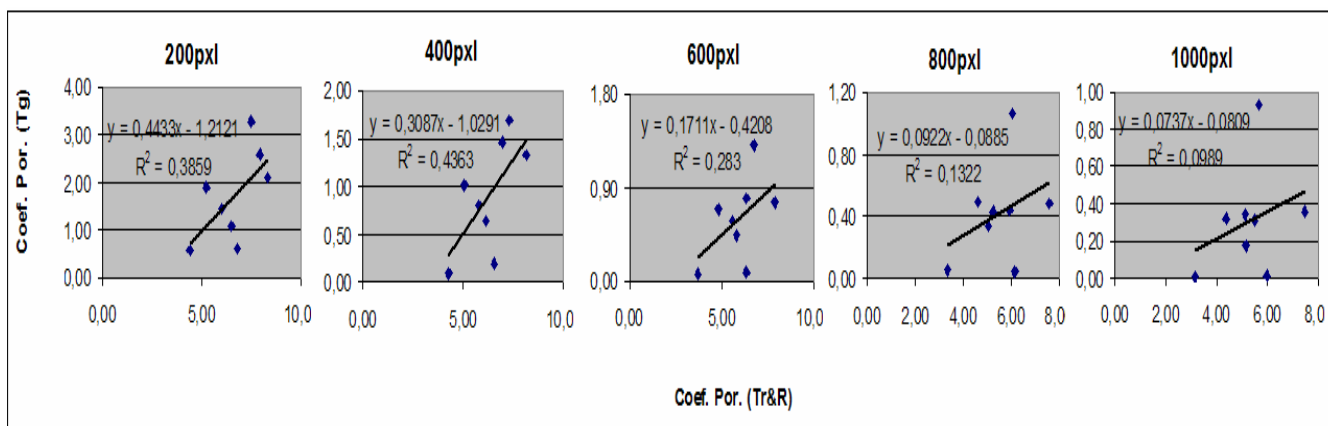 200pxl
400pxl
600pxl
800pxl
1000pxl
Coef. Por. (Tg)
4,00
3,00
2,00
1,00
0,00
y = 0,4433x - 1,2121
R² = 0,3859
0,00
5,00
10,0
2,00
1,50
1,00
0,50
0,00
y = 0,3087x - 1,0291
R² = 0,4363
0,00
5,00
10,0
1,80
0,90
0,00
y = 0,1711x - 0,4208
R² = 0,283
0,00
5,00
10,0
1,20
0,80
0,40
0,00
y = 0,0922x - 0,0885
R² = 0,1322
0,00
2,00
4,00
6,00
8,0
1,00
0,80
0,60
0,40
0,20
0,00
y = 0,0737x - 0,0809
R² = 0,0989
0,00
2,00
4,00
6,00
8,0
Coef. Por. (Tr&R)